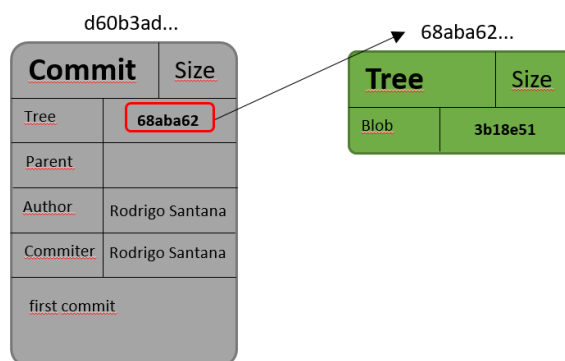 d60b3ad...
Commit Size
Tree 68aba62
Parent
Author Rodrigo Santana
Commiter Rodrigo Santana
first commit
68aba62...
Tree Size
Blob 3b18e51